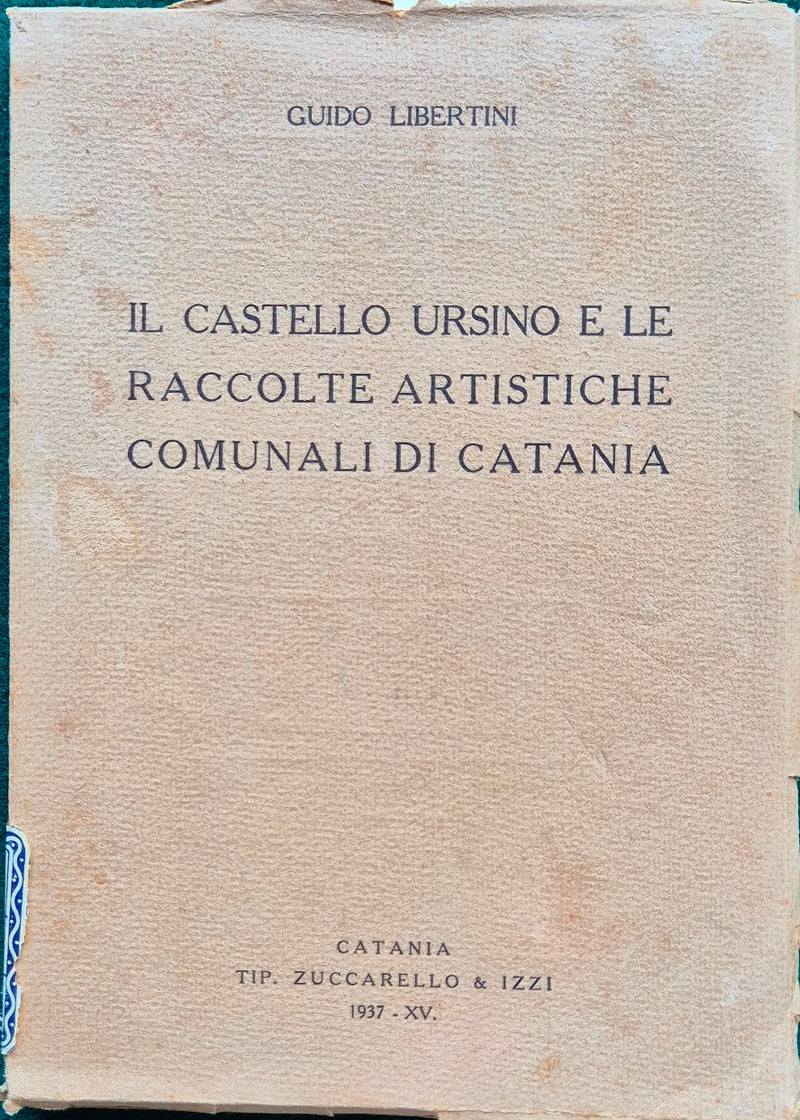 GUIDO LIBERTINI
IL CASTELLO URSINO E LE
RACCOLTE ARTISTICHE
COMUNALI DI CATANIA
CATANIA
TIP. ZUCCARELLO & IZZI
1937 - XV.